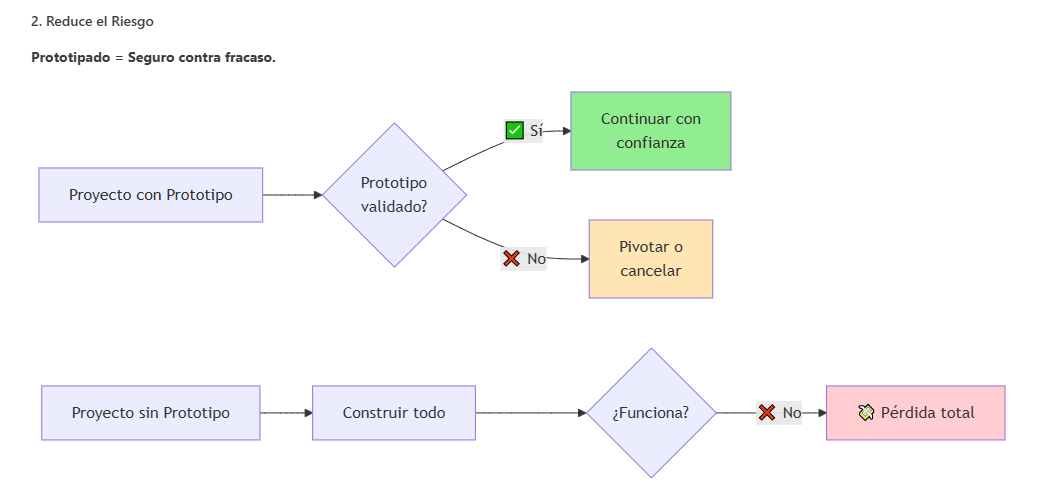 2. Reduce el Riesgo
Prototipado = Seguro contra fracaso.
✅ Sí
Continuar con
confianza
Proyecto con Prototipo
Prototipo
validado?
❌ No
Pivotar o
cancelar
Proyecto sin Prototipo
Construir todo
¿Funciona?
❌ No
💸 Pérdida total